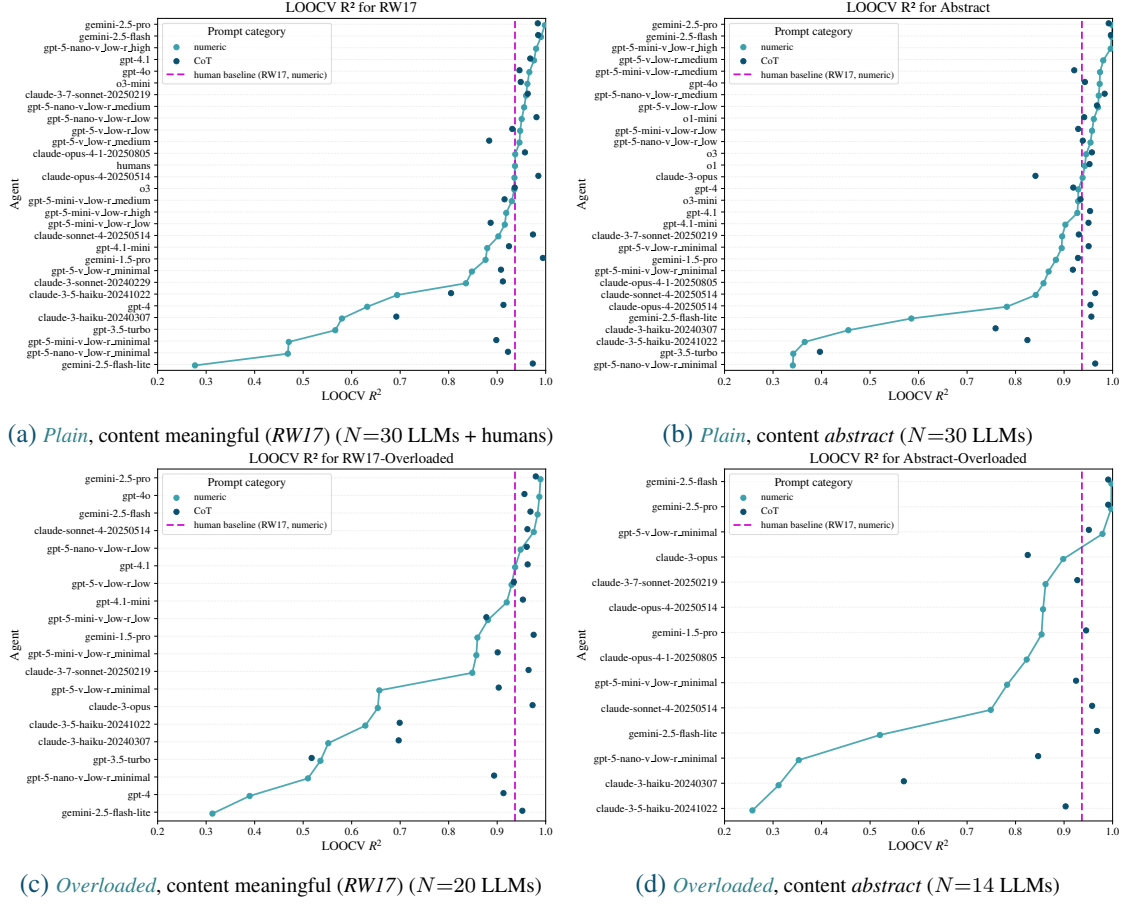 LOOCV R² for RW17
Agent
gemini-2.5-pro
gemini-2.5-flash
gpt-5-nano-v_low-r_high
gpt-4.1
gpt-4o
o3-mini
claude-3-7-sonnet-20250219
gpt-5-nano-v_low-r_medium
gpt-5-nano-v_low-r_low
gpt-5-v_low-r_low
gpt-5-v_low-r_medium
claude-opus-4-1-20250805
humans
claude-opus-4-20250514
o3
gpt-5-mini-v_low-r_medium
gpt-5-mini-v_low-r_high
gpt-5-mini-v_low-r_low
claude-sonnet-4-20250514
gpt-4.1-mini
gemini-1.5-pro
gpt-5-v_low-r_minimal
claude-3-sonnet-20240229
claude-3-5-haiku-20241022
gpt-4
claude-3-haiku-20240307
gpt-3.5-turbo
gpt-5-mini-v_low-r_minimal
gpt-5-nano-v_low-r_minimal
gemini-2.5-flash-lite
Prompt category
numeric
CoT
human baseline (RW17, numeric)
0.2 0.3 0.4 0.5 0.6 0.7 0.8 0.9 1.0
LOOCV R²
(a) Plain, content meaningful (RW17) (N=30 LLMs + humans)
LOOCV R² for Abstract
Agent
gemini-2.5-pro
gemini-2.5-flash
gpt-5-mini-v_low-r_high
gpt-5-v_low-r_medium
gpt-5-mini-v_low-r_medium
gpt-4o
gpt-5-nano-v_low-r_medium
gpt-5-v_low-r_low
o1-mini
gpt-5-mini-v_low-r_low
gpt-5-nano-v_low-r_low
o3
o1
claude-3-opus
gpt-4
o3-mini
gpt-4.1
gpt-4.1-mini
claude-3-7-sonnet-20250219
gpt-5-v_low-r_minimal
gemini-1.5-pro
gpt-5-mini-v_low-r_minimal
claude-opus-4-1-20250805
claude-sonnet-4-20250514
claude-opus-4-20250514
gemini-2.5-flash-lite
claude-3-haiku-20240307
claude-3-5-haiku-20241022
gpt-3.5-turbo
gpt-5-nano-v_low-r_minimal
Prompt category
numeric
CoT
human baseline (RW17, numeric)
0.2 0.3 0.4 0.5 0.6 0.7 0.8 0.9 1.0
LOOCV R²
(b) Plain, content abstract (N=30 LLMs)
LOOCV R² for RW17-Overloaded
Agent
gemini-2.5-pro
gpt-4o
gemini-2.5-flash
claude-sonnet-4-20250514
gpt-5-nano-v_low-r_low
gpt-4.1
gpt-5-v_low-r_low
gpt-4.1-mini
gpt-5-mini-v_low-r_low
gemini-1.5-pro
gpt-5-mini-v_low-r_minimal
claude-3-7-sonnet-20250219
gpt-5-v_low-r_minimal
claude-3-opus
claude-3-5-haiku-20241022
claude-3-haiku-20240307
gpt-3.5-turbo
gpt-5-nano-v_low-r_minimal
gpt-4
gemini-2.5-flash-lite
Prompt category
numeric
CoT
human baseline (RW17, numeric)
0.2 0.3 0.4 0.5 0.6 0.7 0.8 0.9 1.0
LOOCV R²
(c) Overloaded, content meaningful (RW17) (N=20 LLMs)
LOOCV R² for Abstract-Overloaded
Agent
gemini-2.5-flash
gemini-2.5-pro
gpt-5-v_low-r_minimal
claude-3-opus
claude-3-7-sonnet-20250219
claude-opus-4-20250514
gemini-1.5-pro
claude-opus-4-1-20250805
gpt-5-mini-v_low-r_minimal
claude-sonnet-4-20250514
gemini-2.5-flash-lite
gpt-5-nano-v_low-r_minimal
claude-3-haiku-20240307
claude-3-5-haiku-20241022
Prompt category
numeric
CoT
human baseline (RW17, numeric)
0.2 0.3 0.4 0.5 0.6 0.7 0.8 0.9 1.0
LOOCV R²
(d) Overloaded, content abstract (N=14 LLMs)